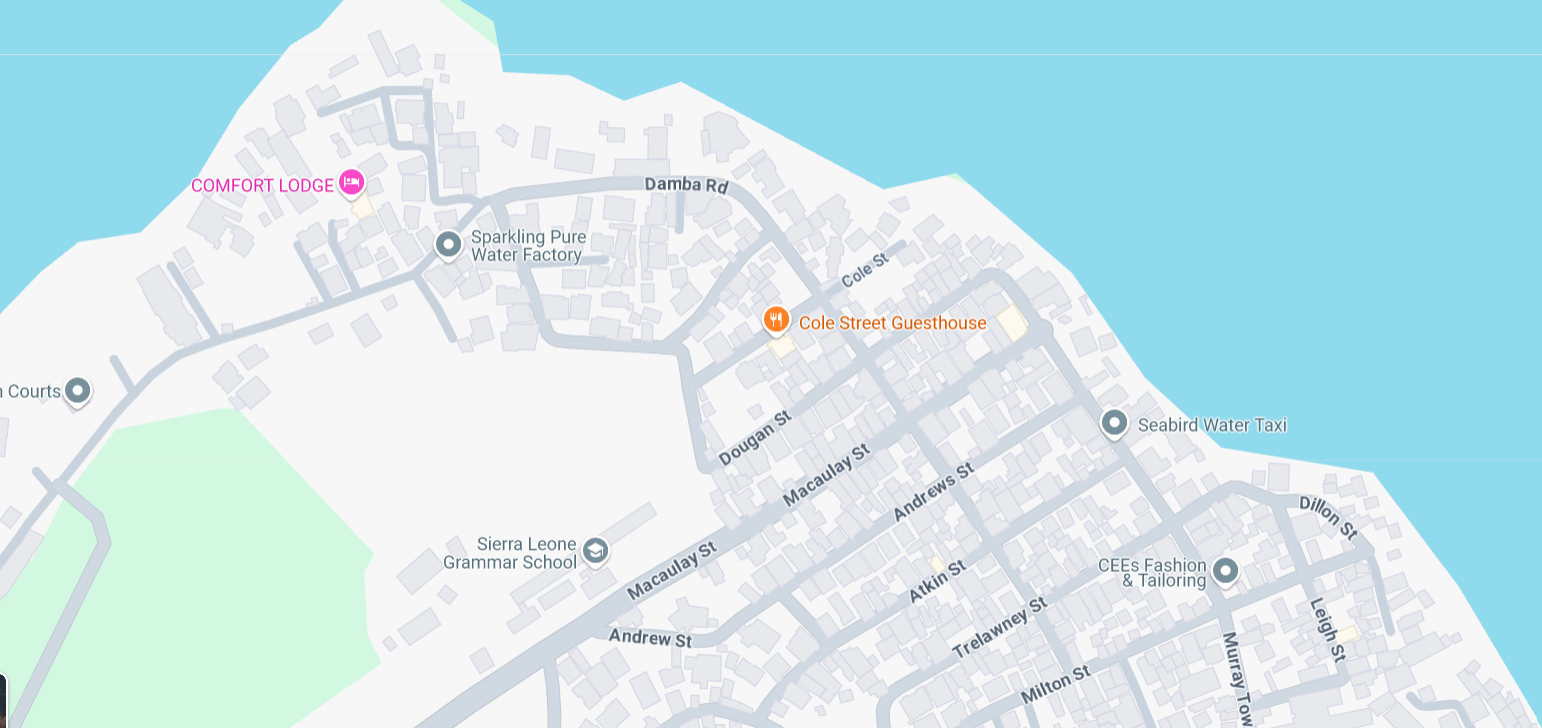 Damba Rd
COMFORT LODGE
Sparkling Pure
Water Factory
Cole St
Cole Street Guesthouse
n Courts
Dougan St
Seabird Water Taxi
Macaulay St
Andrews St
Dillon St
Sierra Leone
Grammar School
Macaulay St
CEEs Fashion
& Tailoring
Atkin St
Andrew St
Trelawney St
Leigh St
Milton St
Murray Tow